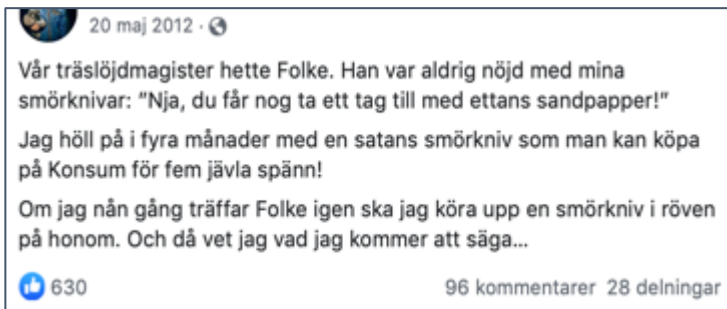 20 maj 2012 ·
Vår träslöjdmagister hette Folke. Han var aldrig nöjd med mina
smörknivar: ”Nja, du får nog ta ett tag till med ettans sandpapper!”
Jag höll på i fyra månader med en satans smörkniv som man kan köpa
på Konsum för fem jävla spänn!
Om jag nån gång träffar Folke igen ska jag köra upp en smörkniv i röven
på honom. Och då vet jag vad jag kommer att säga...
630 96 kommentarer 28 delningar